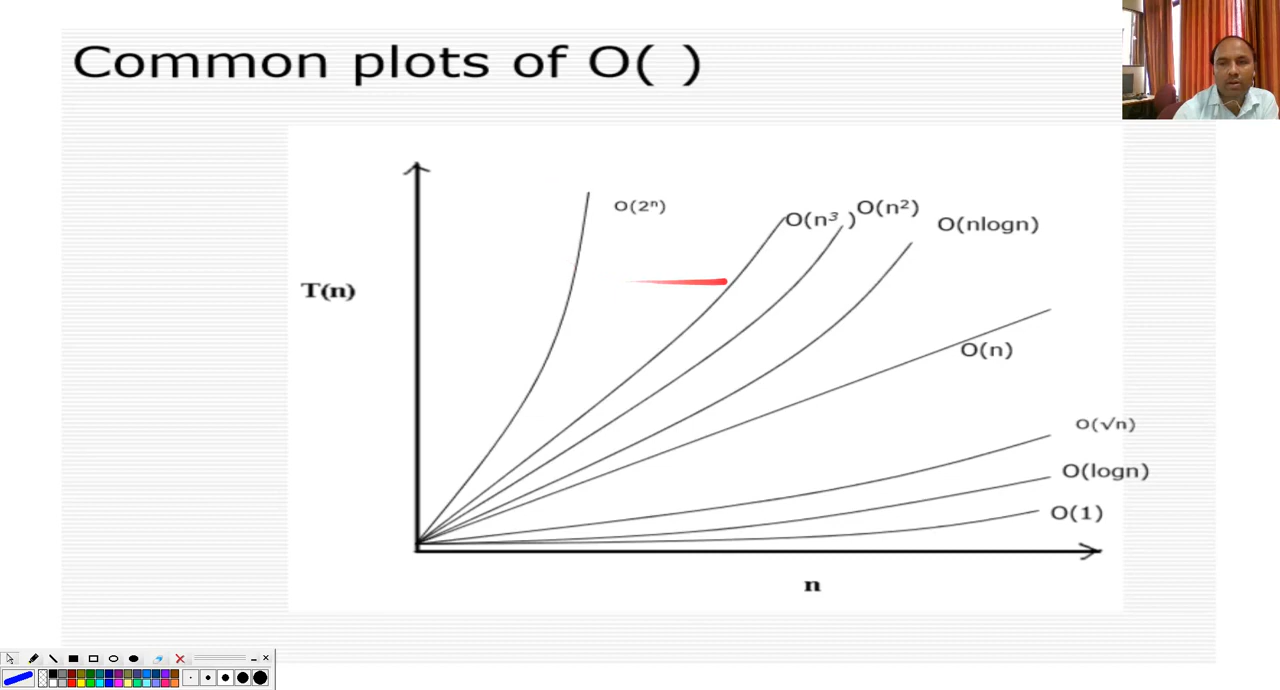 Common plots of O( )
O(2ⁿ)
O(n³ )
O(n²)
O(nlogn)
T(n)
O(n)
O(√n)
O(logn)
O(1)
n